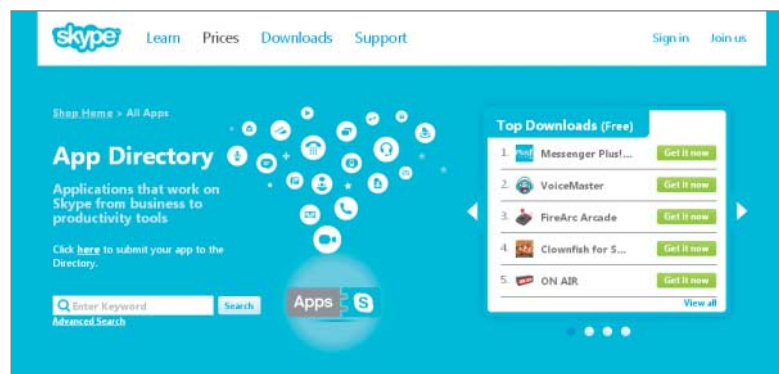 skype
Learn Prices Downloads Support
Sign in Join us
Shop Home > All Apps
App Directory
Applications that work on
Skype from business to
productivity tools
Click here to submit your app to the
Directory.
Enter Keyword Search
Advanced Search
Apps S
Top Downloads (Free)
1. Plus! Messenger Plus!... Get it now
2. VoiceMaster Get it now
3. FireArc Arcade Get it now
4. Clownfish for S... Get it now
5. ON AIR Get it now
View all